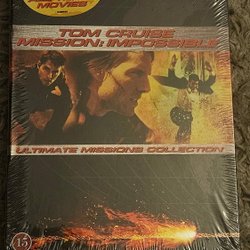 MOVIES
TOM CRUISE
MISSION: IMPOSSIBLE
ULTIMATE MISSIONS COLLECTION
15